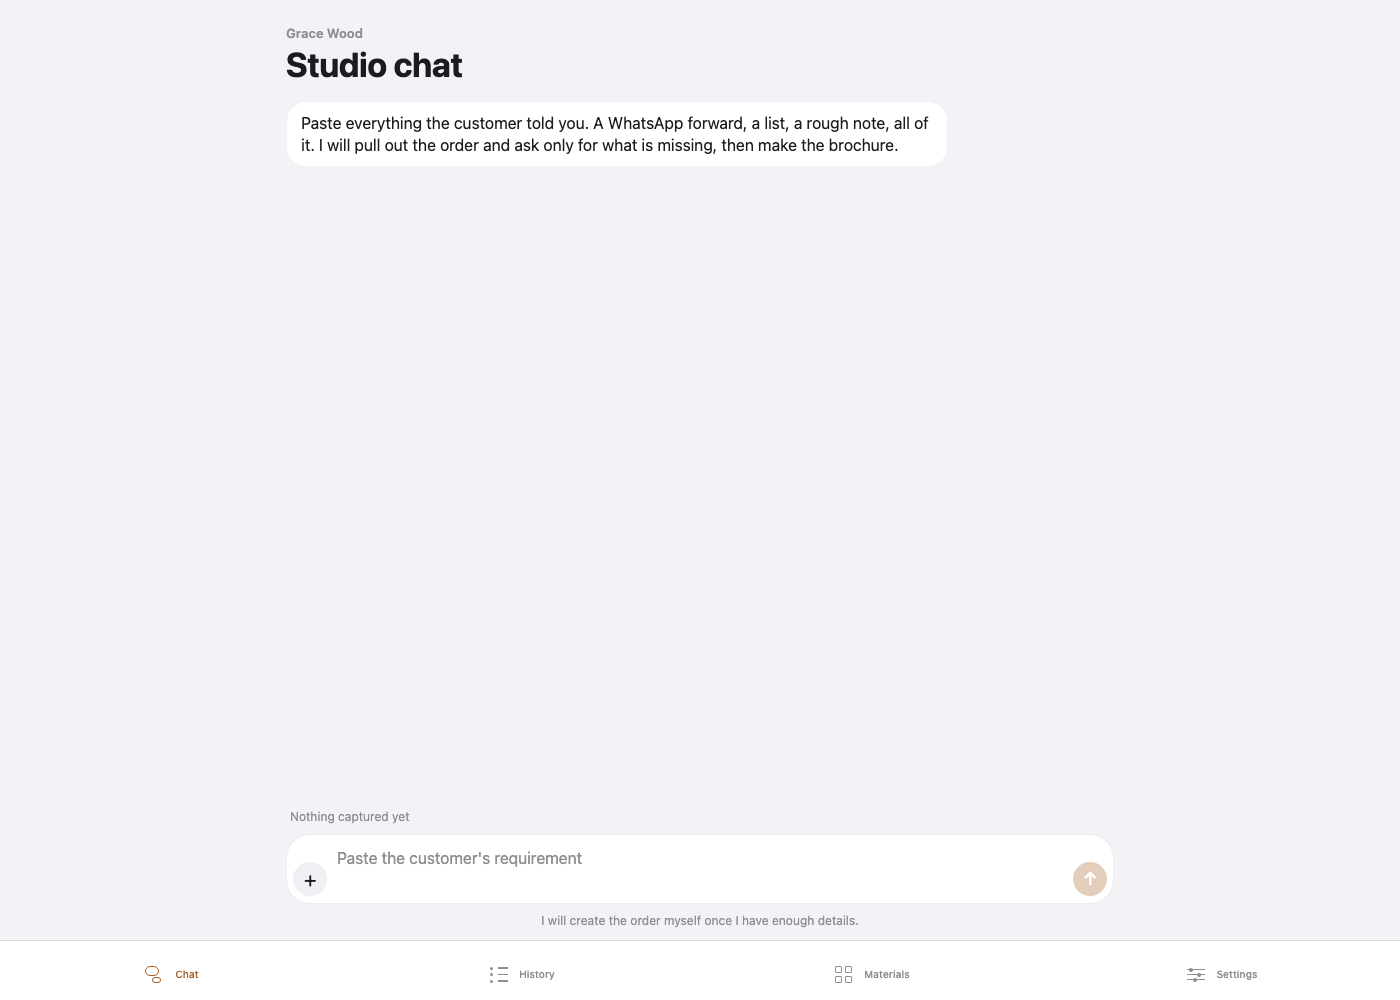 Grace Wood
Studio chat
Paste everything the customer told you. A WhatsApp forward, a list, a rough note, all of
it. I will pull out the order and ask only for what is missing, then make the brochure.
Nothing captured yet
Paste the customer's requirement
I will create the order myself once I have enough details.
Chat
History
Materials
Settings